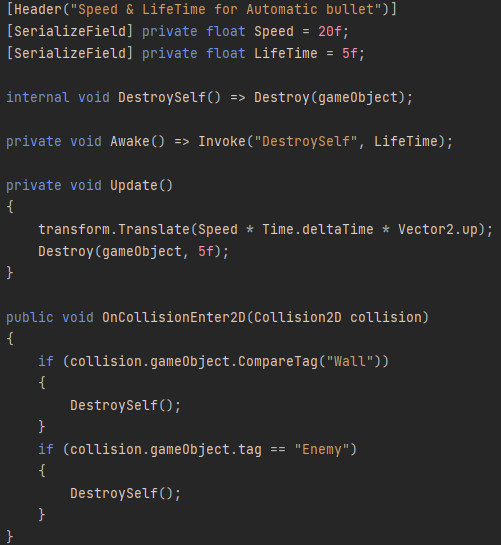 [Header("Speed & LifeTime for Automatic bullet")]
[SerializeField] private float Speed = 20f;
[SerializeField] private float LifeTime = 5f;

internal void DestroySelf() => Destroy(gameObject);

private void Awake() => Invoke("DestroySelf", LifeTime);

private void Update()
{
    transform.Translate(Speed * Time.deltaTime * Vector2.up);
    Destroy(gameObject, 5f);
}

public void OnCollisionEnter2D(Collision2D collision)
{
    if (collision.gameObject.CompareTag("Wall"))
    {
        DestroySelf();
    }
    if (collision.gameObject.tag == "Enemy")
    {
        DestroySelf();
    }
}